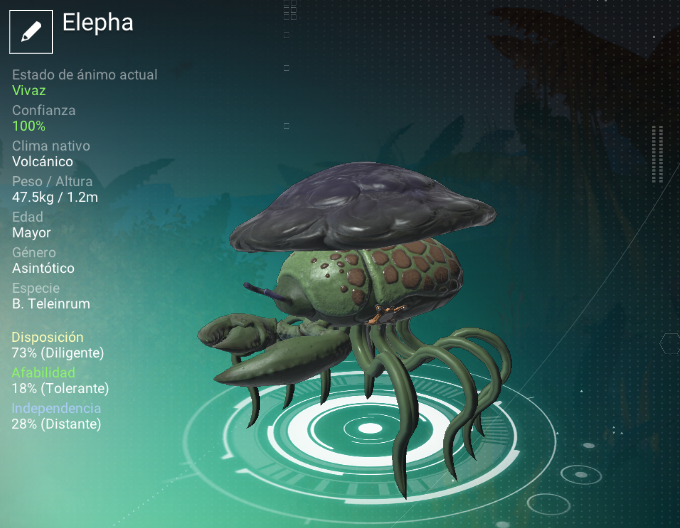 Elepha
Estado de ánimo actual
Vivaz
Confianza
100%
Clima nativo
Volcánico
Peso / Altura
47.5kg / 1.2m
Edad
Mayor
Género
Asintótico
Especie
B. Teleinrum
Disposición
73% (Diligente)
Afabilidad
18% (Tolerante)
Independencia
28% (Distante)